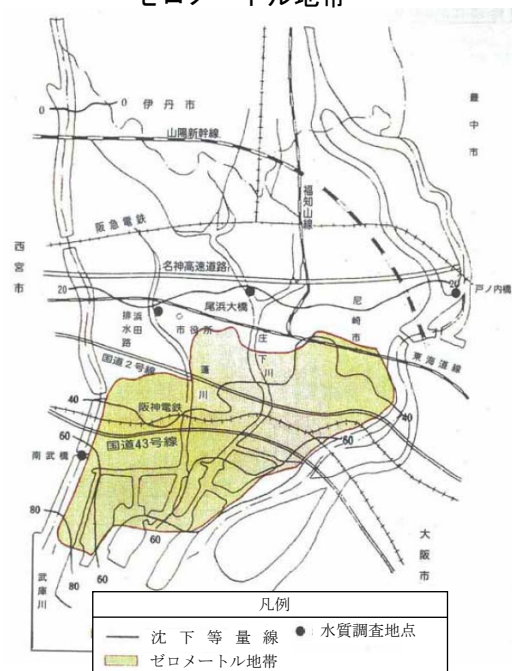 ゼロメートル地帯
0
0
伊丹市
豊中市
山陽新幹線
福知山線
阪急電鉄
西宮市
名神高速道路
20
20
戸ノ内橋
尾浜大橋
尼崎市
浜田
排水路
市役所
庄下川
東海道線
国道2号線
蓬川
40
阪神電鉄
40
60
国道43号線
60
南武橋
80
60
大阪市
武庫川
80
60
凡例
沈下等量線
水質調査地点
ゼロメートル地帯